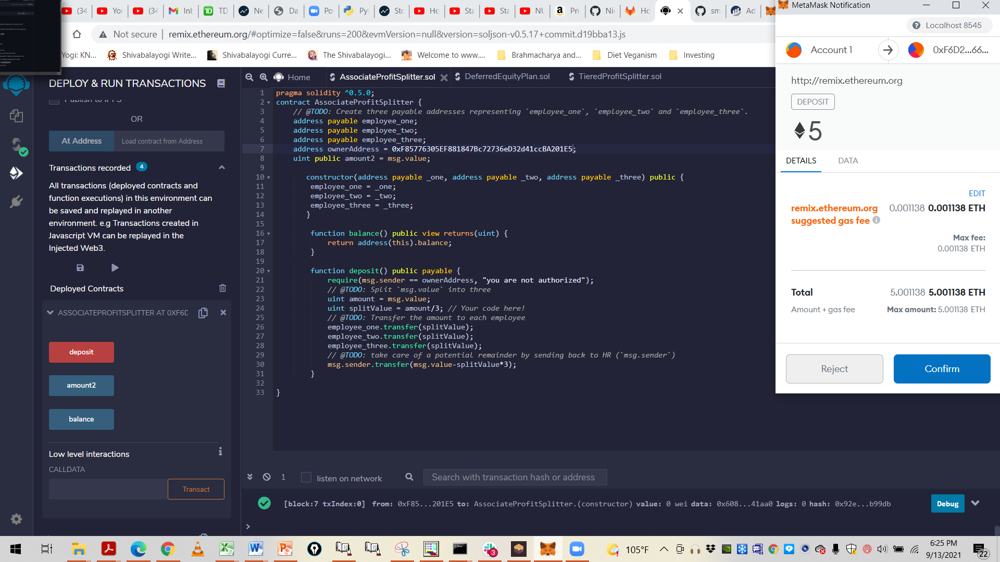 (34
You
(34
Inb
TD
Ne
Da
Po
Pyt
Sto
Ho
Sta
Sta
NU
Pri
Nir
Ho
sm
Ad
Not secure
remix.ethereum.org/#optimize=false&runs=200&evmVersion=null&version=soljson-v0.5.17+commit.d19bba13.js
Yogi: KN...
Shivabalayogi Write...
Shivabalayogi Curre...
The Shivabalayogi...
Welcome to www....
Brahmacharya and...
Diet Veganism
Investing
DEPLOY & RUN TRANSACTIONS
Publish to IPFS
OR
At Address
Load contract from Address
Transactions recorded 4
All transactions (deployed contracts and
function executions) in this environment can
be saved and replayed in another
environment. e.g Transactions created in
Javascript VM can be replayed in the
Injected Web3.
Deployed Contracts
ASSOCIATEPROFITSPLITTER AT 0XF6D
deposit
amount2
balance
Low level interactions
CALLDATA
Transact
Home
AssociateProfitSplitter.sol
DeferredEquityPlan.sol
TieredProfitSplitter.sol
1 pragma solidity ^0.5.0;
2 contract AssociateProfitSplitter {
3 // @TODO: Create three payable addresses representing `employee_one`, `employee_two` and `employee_three`.
4 address payable employee_one;
5 address payable employee_two;
6 address payable employee_three;
7 address ownerAddress = 0xF85776305EF881847Bc72736eD32d41ccBA201E5;
8 uint public amount2 = msg.value;
9
10 constructor(address payable _one, address payable _two, address payable _three) public {
11 employee_one = _one;
12 employee_two = _two;
13 employee_three = _three;
14 }
15
16 function balance() public view returns(uint) {
17 return address(this).balance;
18 }
19
20 function deposit() public payable {
21 require(msg.sender == ownerAddress, "you are not authorized");
22 // @TODO: Split `msg.value` into three
23 uint amount = msg.value;
24 uint splitValue = amount/3; // Your code here!
25 // @TODO: Transfer the amount to each employee
26 employee_one.transfer(splitValue);
27 employee_two.transfer(splitValue);
28 employee_three.transfer(splitValue);
29 // @TODO: take care of a potential remainder by sending back to HR (`msg.sender`)
30 msg.sender.transfer(msg.value-splitValue*3);
31 }
32
33 }
1
listen on network
Search with transaction hash or address
[block:7 txIndex:0] from: 0xF85...201E5 to: AssociateProfitSplitter.(constructor) value: 0 wei data: 0x608...41aa0 logs: 0 hash: 0x92e...b99db
Debug
>
MetaMask Notification
Localhost 8545
Account 1
0xF6D2...66...
http://remix.ethereum.org
DEPOSIT
5
DETAILS
DATA
EDIT
remix.ethereum.org 0.001138 0.001138 ETH
suggested gas fee
Max fee:
0.001138 ETH
Total 5.001138 5.001138 ETH
Amount + gas fee Max amount: 5.001138 ETH
Reject
Confirm
105°F
3
6:25 PM
9/13/2021
22